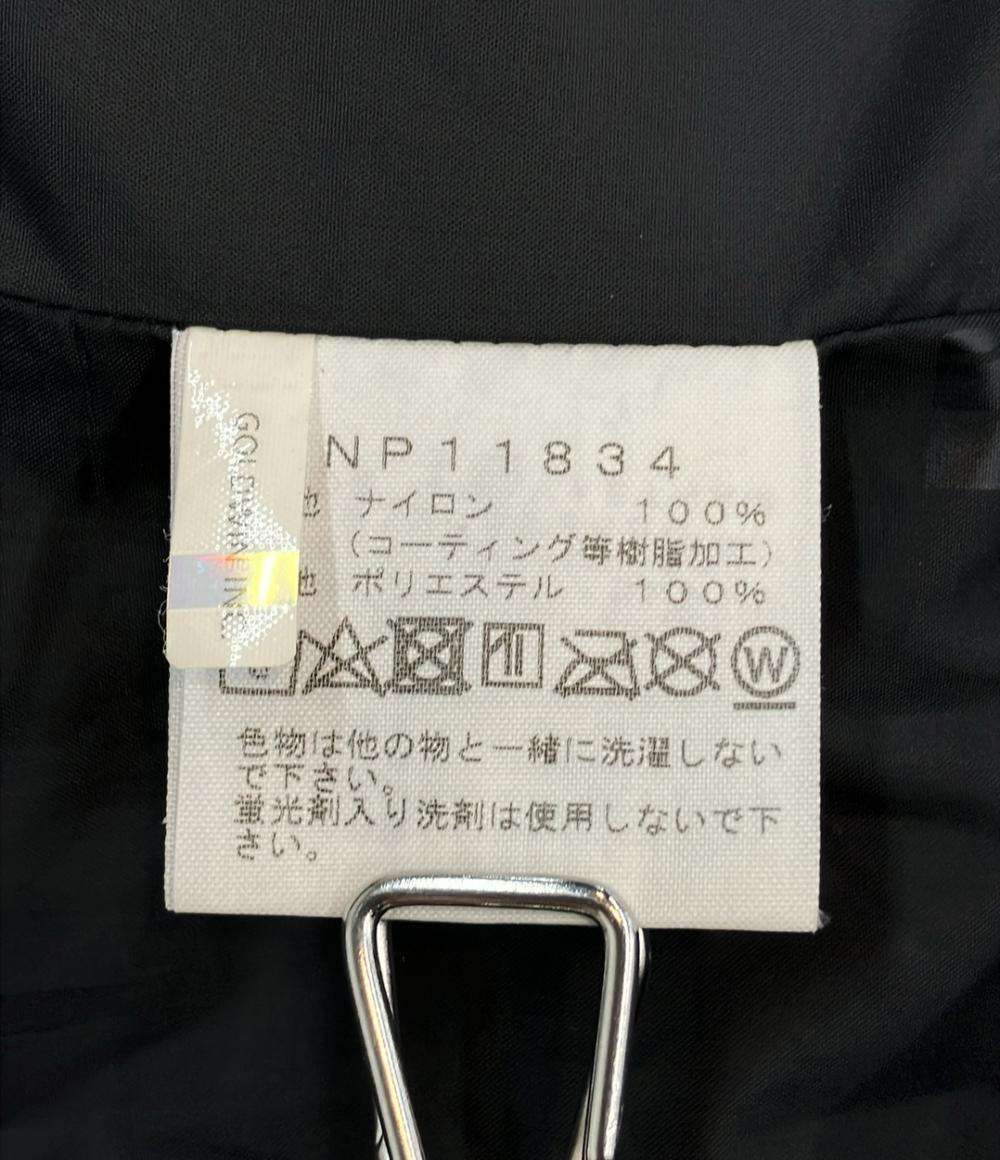 GOLDWIN INC.
NP11834
地 ナイロン 100%
(コーティング等樹脂加工)
地 ポリエステル 100%
W
色物は他の物と一緒に洗濯しない
で下さい。
蛍光剤入り洗剤は使用しないで下
さい。